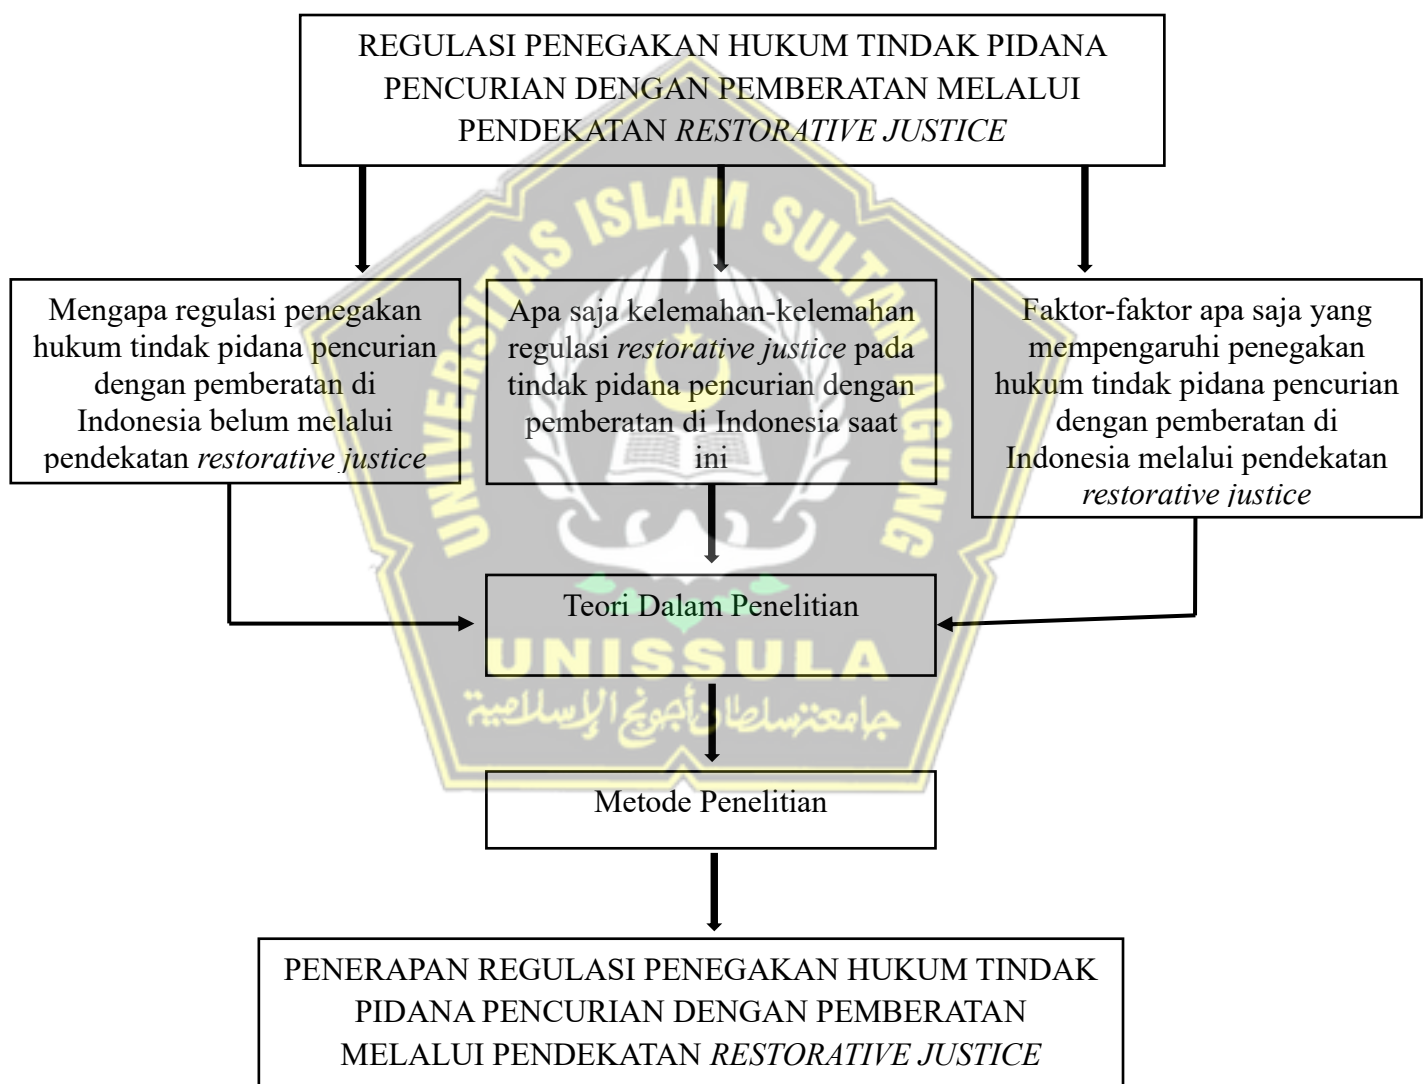 REGULASI PENEGAKAN HUKUM TINDAK PIDANA
PENCURIAN DENGAN PEMBERATAN MELALUI
PENDEKATAN RESTORATIVE JUSTICE
UNIVERSITAS ISLAM SULTAN AGUNG
Mengapa regulasi penegakan
hukum tindak pidana pencurian
dengan pemberatan di
Indonesia belum melalui
pendekatan restorative justice
Apa saja kelemahan-kelemahan
regulasi restorative justice pada
tindak pidana pencurian dengan
pemberatan di Indonesia saat
ini
Faktor-faktor apa saja yang
mempengaruhi penegakan
hukum tindak pidana pencurian
dengan pemberatan di
Indonesia melalui pendekatan
restorative justice
Teori Dalam Penelitian
UNISSULA
جامعتسلطان أجونج الإسلامية
Metode Penelitian
PENERAPAN REGULASI PENEGAKAN HUKUM TINDAK
PIDANA PENCURIAN DENGAN PEMBERATAN
MELALUI PENDEKATAN RESTORATIVE JUSTICE